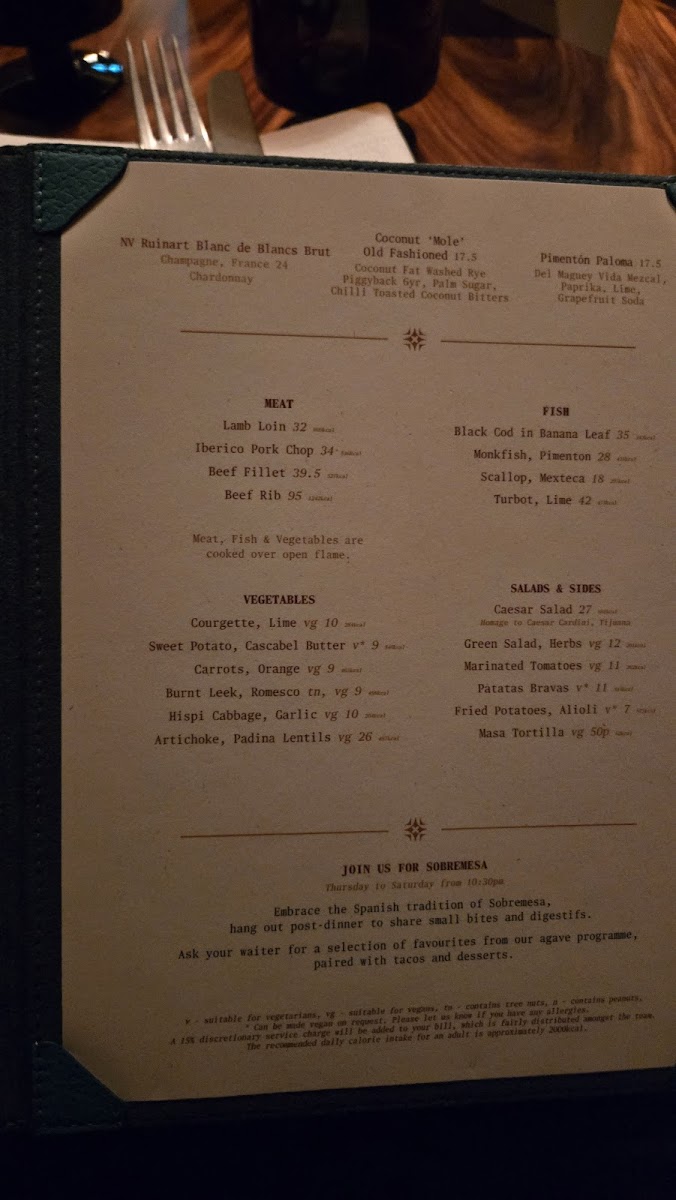 NV Ruinart Blanc de Blancs Brut
Champagne, France 24
Chardonnay
Coconut 'Mole'
Old Fashioned 17.5
Coconut Fat Washed Rye
Piggyback 6yr, Palm Sugar,
Chilli Toasted Coconut Bitters
Pimentón Paloma 17.5
Del Maguey Vida Mezcal,
Paprika, Lime,
Grapefruit Soda
MEAT
Lamb Loin 32
Iberico Pork Chop 34
Beef Fillet 39.5
Beef Rib 95
Meat, Fish & Vegetables are
cooked over open flame.
FISH
Black Cod in Banana Leaf 35
Monkfish, Pimenton 28
Scallop, Mexteca 18
Turbot, Lime 42
VEGETABLES
Courgette, Lime vg 10
Sweet Potato, Cascabel Butter v* 9
Carrots, Orange vg 9
Burnt Leek, Romesco tn, vg 9
Hispi Cabbage, Garlic vg 10
Artichoke, Padina Lentils vg 26
SALADS & SIDES
Caesar Salad 27
Homage to Caesar Cardini, Tijuana
Green Salad, Herbs vg 12
Marinated Tomatoes vg 11
Patatas Bravas v* 11
Fried Potatoes, Alioli v* 7
Masa Tortilla vg 50p
JOIN US FOR SOBREMESA
Thursday to Saturday from 10:30pm
Embrace the Spanish tradition of Sobremesa,
hang out post-dinner to share small bites and digestifs.
Ask your waiter for a selection of favourites from our agave programme,
paired with tacos and desserts.
v - suitable for vegetarians, vg - suitable for vegans, tn - contains tree nuts, n - contains peanuts.
* Can be made vegan on request. Please let us know if you have any allergies.
A 15% discretionary service charge will be added to your bill, which is fairly distributed amongst the team.
The recommended daily calorie intake for an adult is approximately 2000kcal.